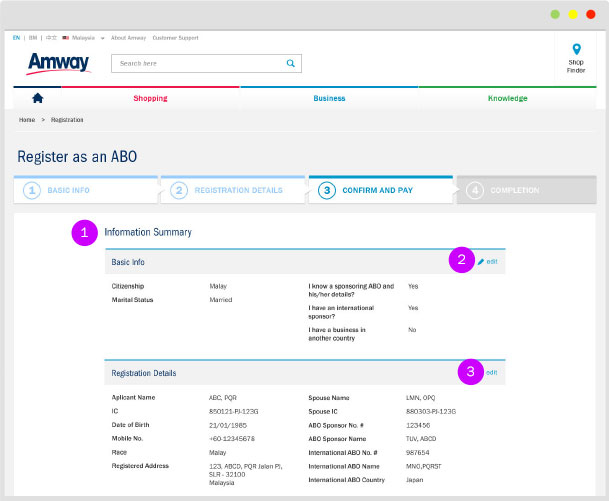 EN | BM | 中文 Malaysia About Amway Customer Support
Amway
Search here
Shop
Finder
Shopping Business Knowledge
Home > Registration
Register as an ABO
1 BASIC INFO 2 REGISTRATION DETAILS 3 CONFIRM AND PAY 4 COMPLETION
1 Information Summary
Basic Info 2 edit
Citizenship Malay I know a sponsoring ABO and Yes
his/her details?
Marital Status Married
I have an international Yes
sponsor?
I have a business in No
another country
Registration Details 3 edit
Aplicant Name ABC, PQR Spouse Name LMN, OPQ
IC 850121-PJ-123G Spouse IC 880303-PJ-123G
Date of Birth 21/01/1985 ABO Sponsor No. # 123456
Mobile No. +60-12345678 ABO Sponsor Name TUV, ABCD
Race Malay International ABO No. # 987654
Registered Address 123, ABCD, PQR Jalan PJ, International ABO Name MNO,PQRST
SLR - 32100 International ABO Country Japan
Malaysia